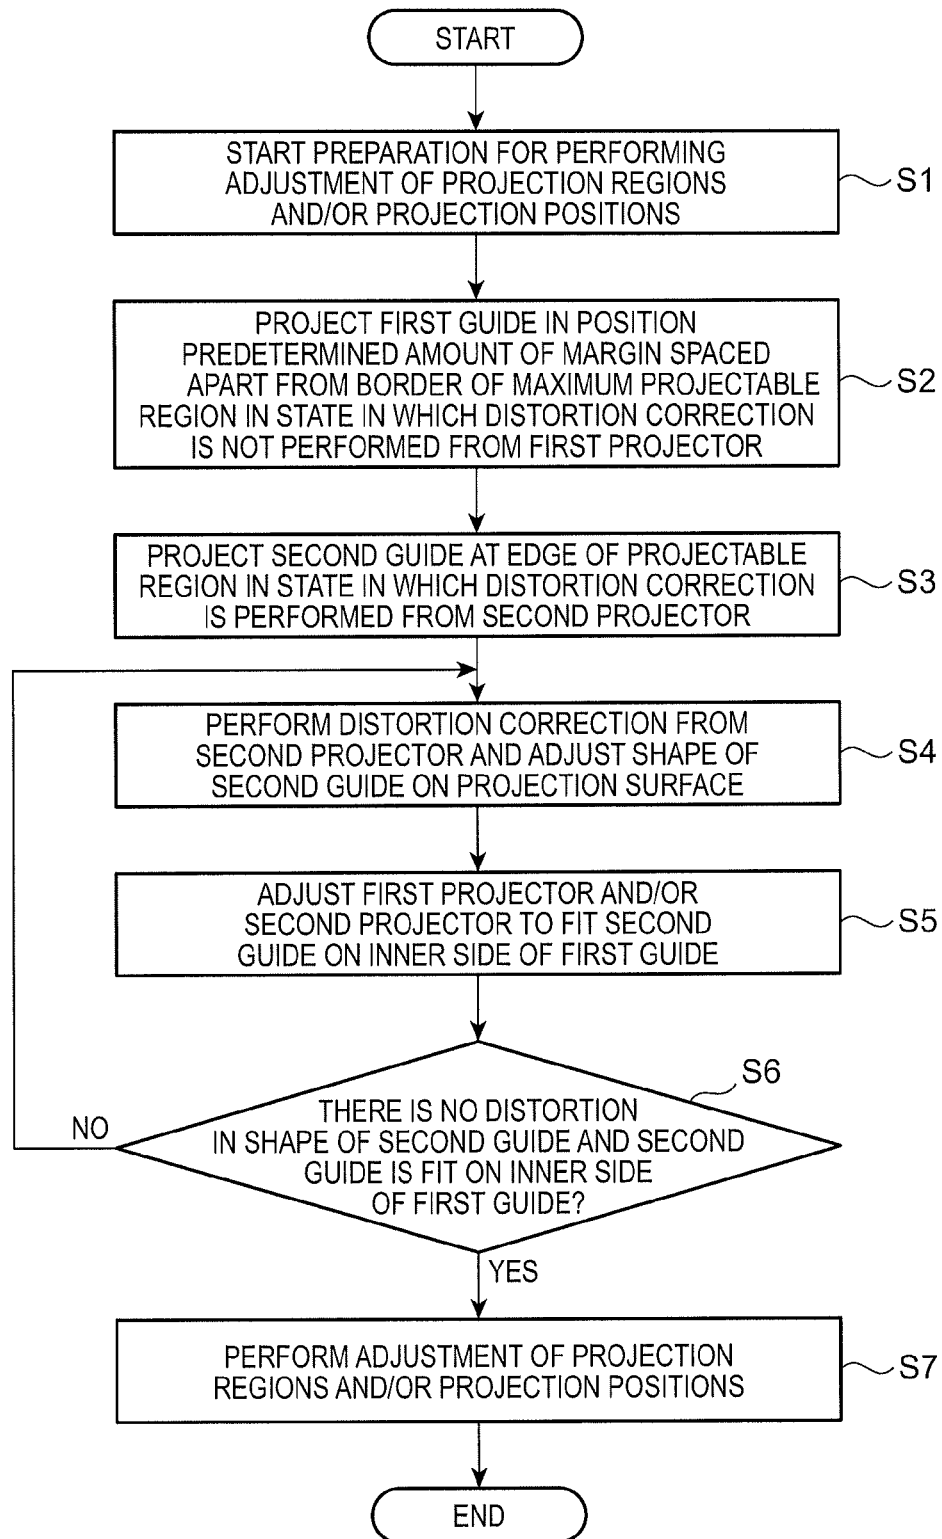 START
START PREPARATION FOR PERFORMING
ADJUSTMENT OF PROJECTION REGIONS
AND/OR PROJECTION POSITIONS
S1
PROJECT FIRST GUIDE IN POSITION
PREDETERMINED AMOUNT OF MARGIN SPACED
APART FROM BORDER OF MAXIMUM PROJECTABLE
REGION IN STATE IN WHICH DISTORTION CORRECTION
IS NOT PERFORMED FROM FIRST PROJECTOR
S2
PROJECT SECOND GUIDE AT EDGE OF PROJECTABLE
REGION IN STATE IN WHICH DISTORTION CORRECTION
IS PERFORMED FROM SECOND PROJECTOR
S3
PERFORM DISTORTION CORRECTION FROM
SECOND PROJECTOR AND ADJUST SHAPE OF
SECOND GUIDE ON PROJECTION SURFACE
S4
ADJUST FIRST PROJECTOR AND/OR
SECOND PROJECTOR TO FIT SECOND
GUIDE ON INNER SIDE OF FIRST GUIDE
S5
S6
THERE IS NO DISTORTION
IN SHAPE OF SECOND GUIDE AND SECOND
GUIDE IS FIT ON INNER SIDE
OF FIRST GUIDE?
NO
YES
PERFORM ADJUSTMENT OF PROJECTION
REGIONS AND/OR PROJECTION POSITIONS
S7
END